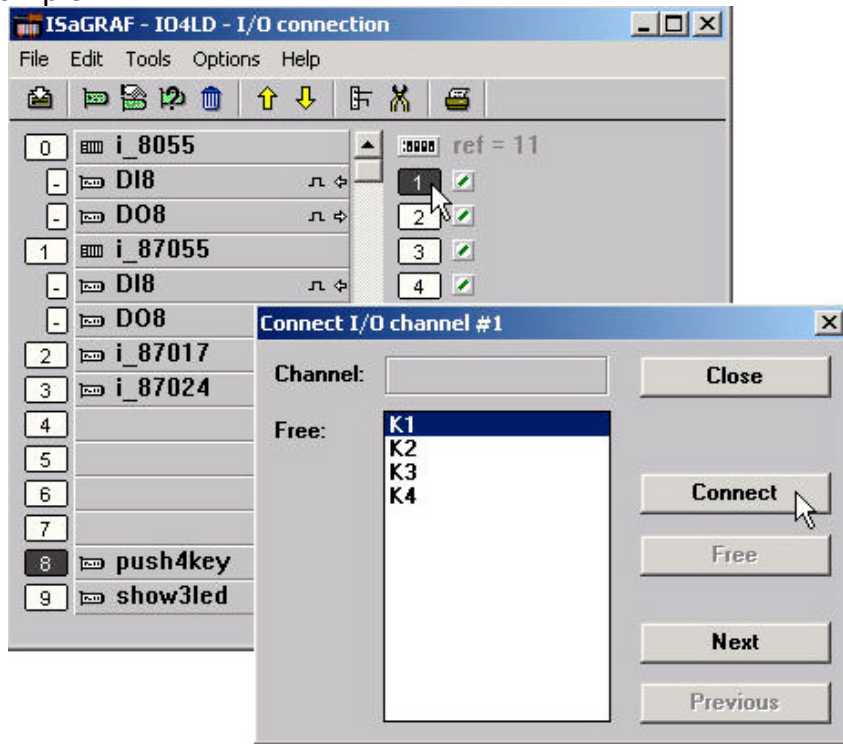 ISaGRAF - IO4LD - I/O connection
File Edit Tools Options Help
0 i_8055
ref = 11
- DI8
1
- DO8
2
1 i_87055
3
- DI8
4
- DO8
2 i_87017
3 i_87024
4
5
6
7
8 push4key
9 show3led
Connect I/O channel #1
Channel:
Close
Free:
K1
K2
K3
K4
Connect
Free
Next
Previous